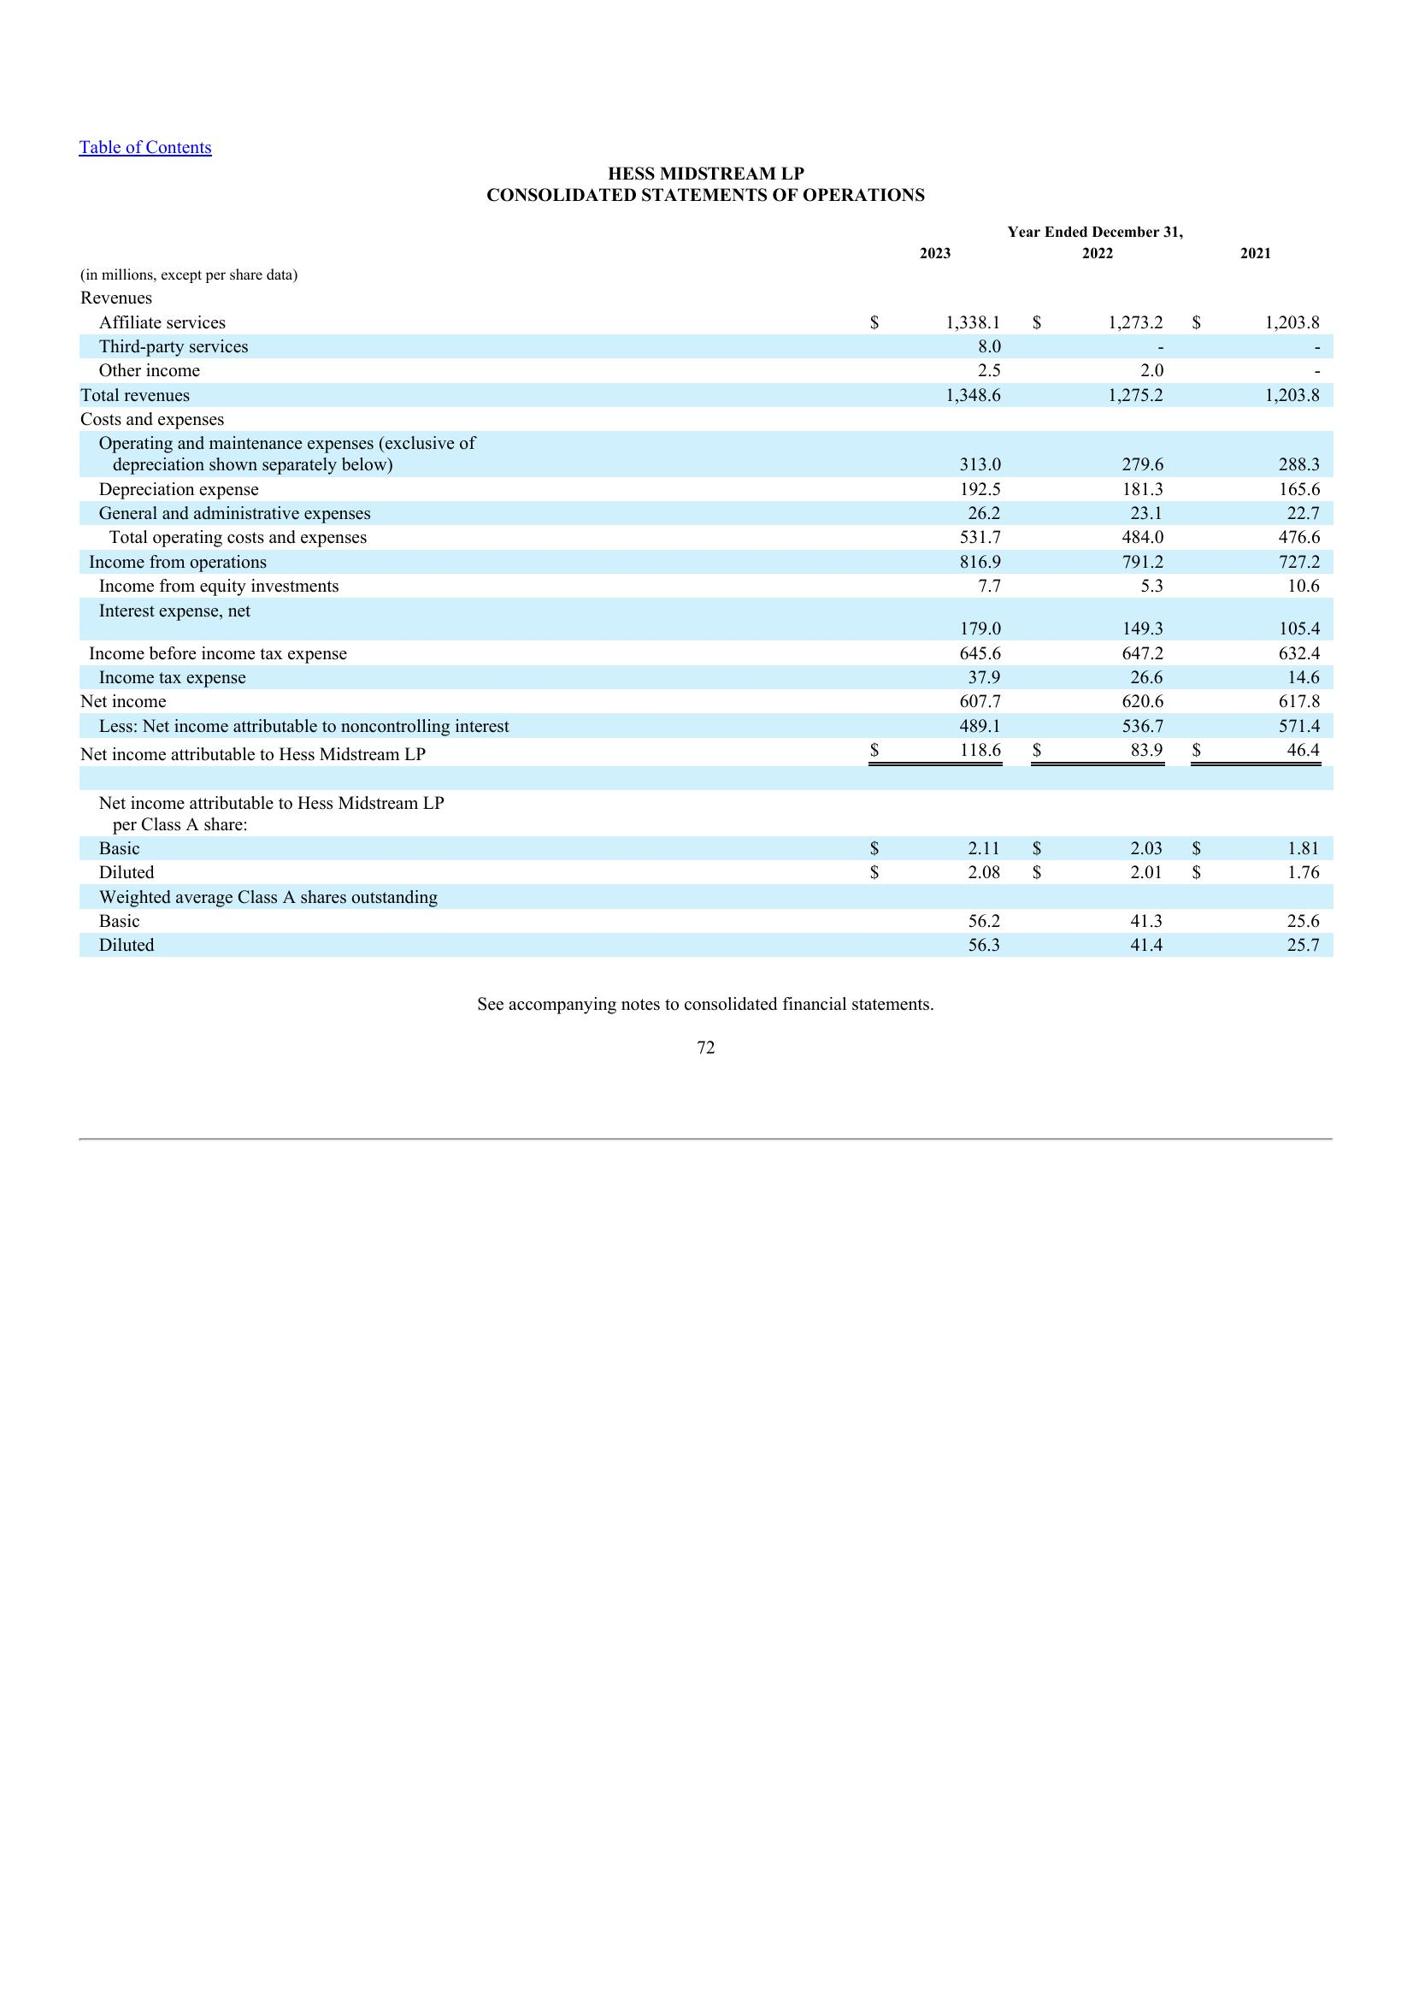 Table of Contents
HESS MIDSTREAM LP
CONSOLIDATED STATEMENTS OF OPERATIONS
Year Ended December 31,
2023 2022 2021
(in millions, except per share data)
Revenues
Affiliate services $ 1,338.1 $ 1,273.2 $ 1,203.8
Third-party services 8.0 - -
Other income 2.5 2.0 -
Total revenues 1,348.6 1,275.2 1,203.8
Costs and expenses
Operating and maintenance expenses (exclusive of
depreciation shown separately below) 313.0 279.6 288.3
Depreciation expense 192.5 181.3 165.6
General and administrative expenses 26.2 23.1 22.7
Total operating costs and expenses 531.7 484.0 476.6
Income from operations 816.9 791.2 727.2
Income from equity investments 7.7 5.3 10.6
Interest expense, net
179.0 149.3 105.4
Income before income tax expense 645.6 647.2 632.4
Income tax expense 37.9 26.6 14.6
Net income 607.7 620.6 617.8
Less: Net income attributable to noncontrolling interest 489.1 536.7 571.4
Net income attributable to Hess Midstream LP $ 118.6 $ 83.9 $ 46.4
Net income attributable to Hess Midstream LP
per Class A share:
Basic $ 2.11 $ 2.03 $ 1.81
Diluted $ 2.08 $ 2.01 $ 1.76
Weighted average Class A shares outstanding
Basic 56.2 41.3 25.6
Diluted 56.3 41.4 25.7
See accompanying notes to consolidated financial statements.
72